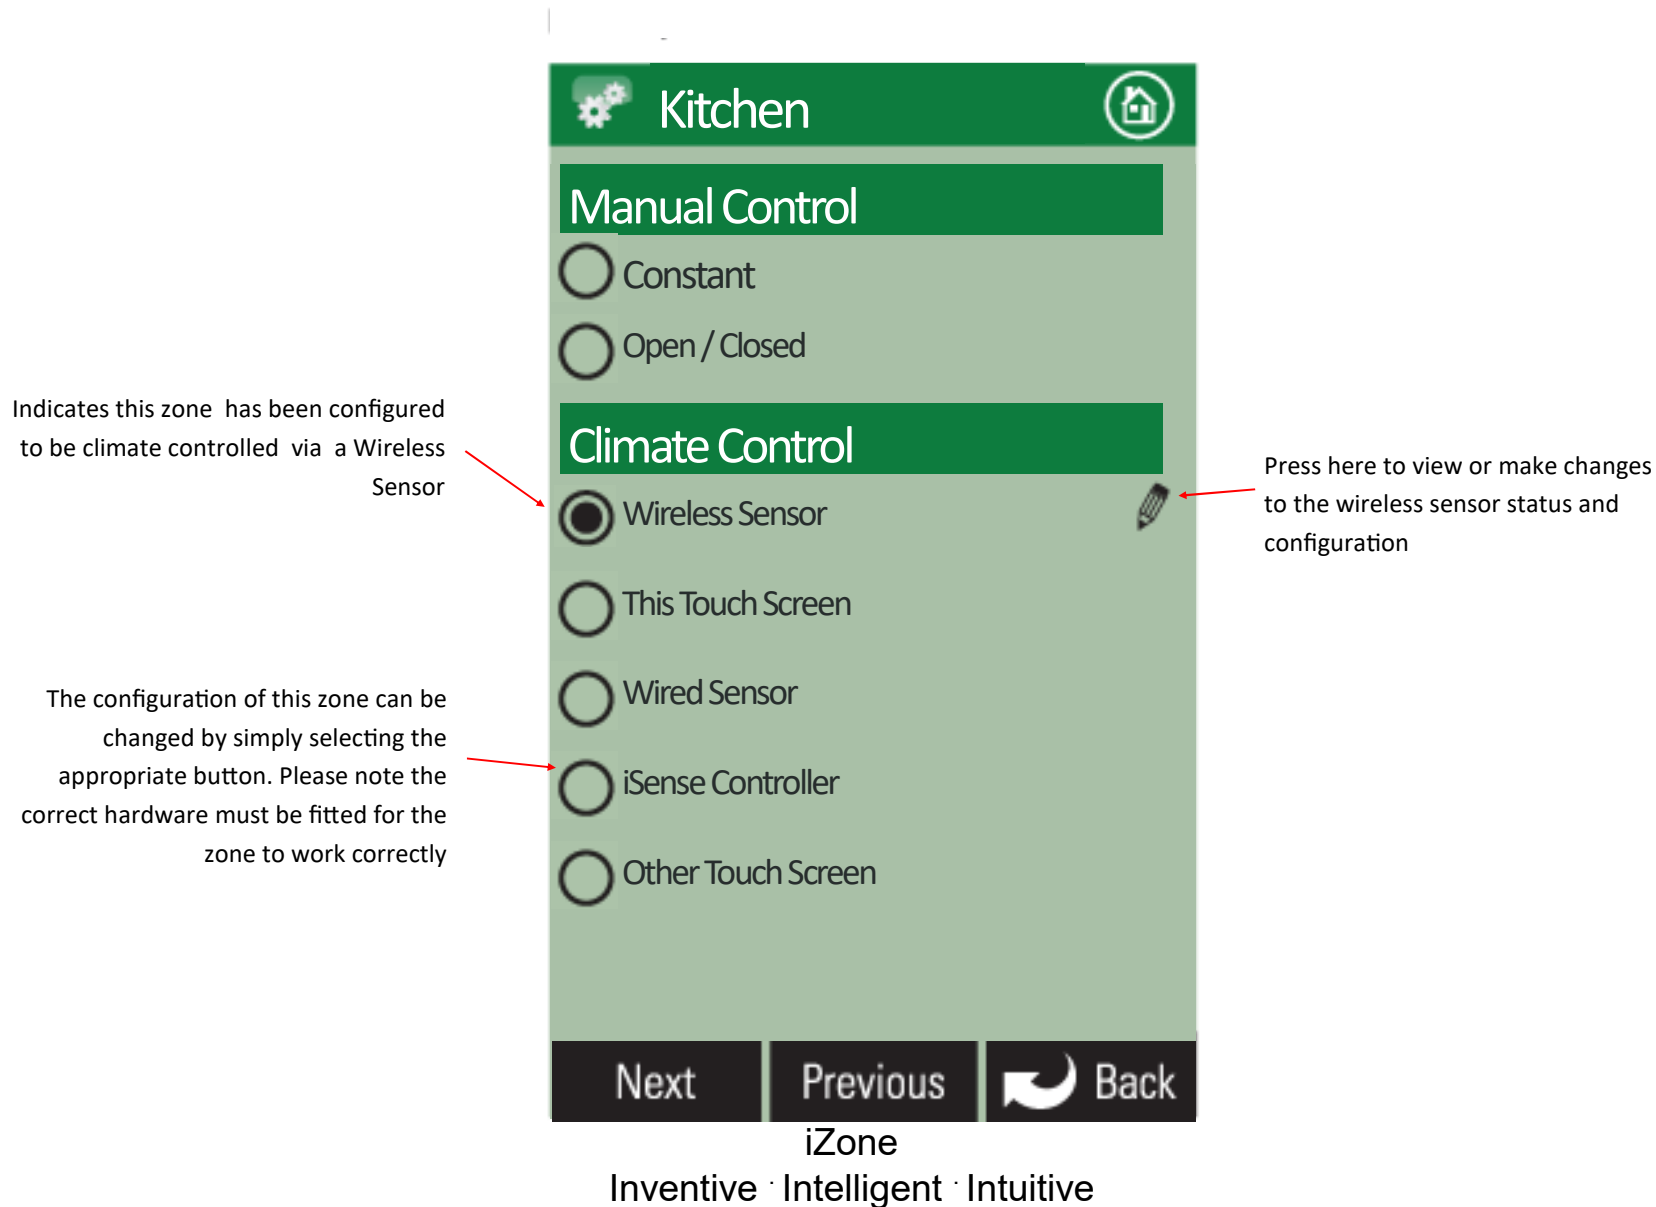 Kitchen
Manual Control
Constant
Open / Closed
Indicates this zone has been configured
to be climate controlled via a Wireless
Sensor
Climate Control
Wireless Sensor
Press here to view or make changes
to the wireless sensor status and
configuration
This Touch Screen
Wired Sensor
The configuration of this zone can be
changed by simply selecting the
appropriate button. Please note the
correct hardware must be fitted for the
zone to work correctly
iSense Controller
Other Touch Screen
Next Previous Back
iZone
Inventive · Intelligent · Intuitive